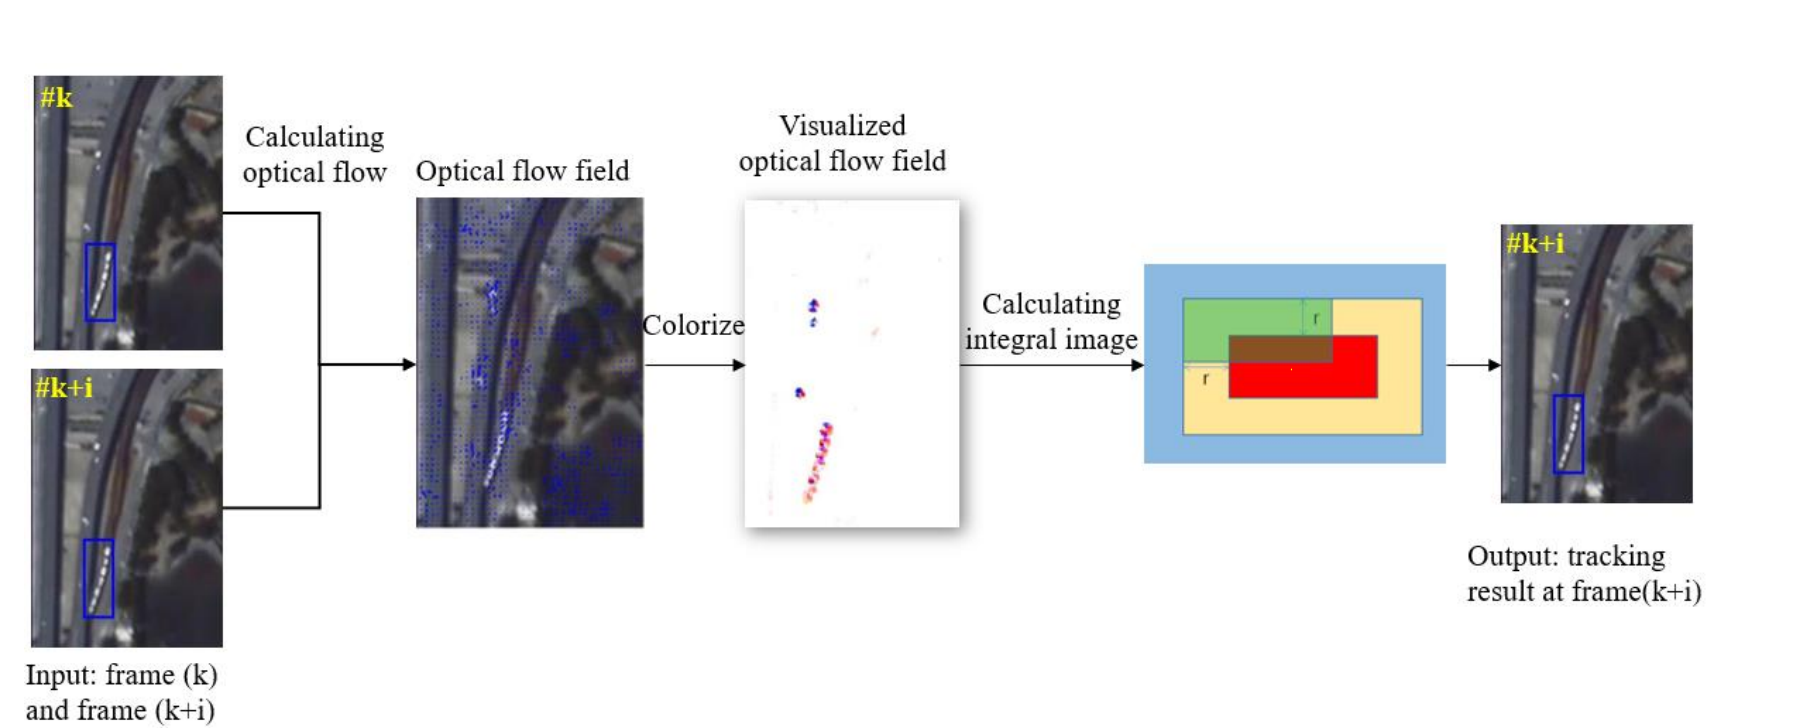 #k
Calculating
optical flow
Optical flow field
Visualized
optical flow field
#k+i
Colorize
Calculating
integral image
r
r
#k+i
Output: tracking
result at frame(k+i)
Input: frame (k)
and frame (k+i)